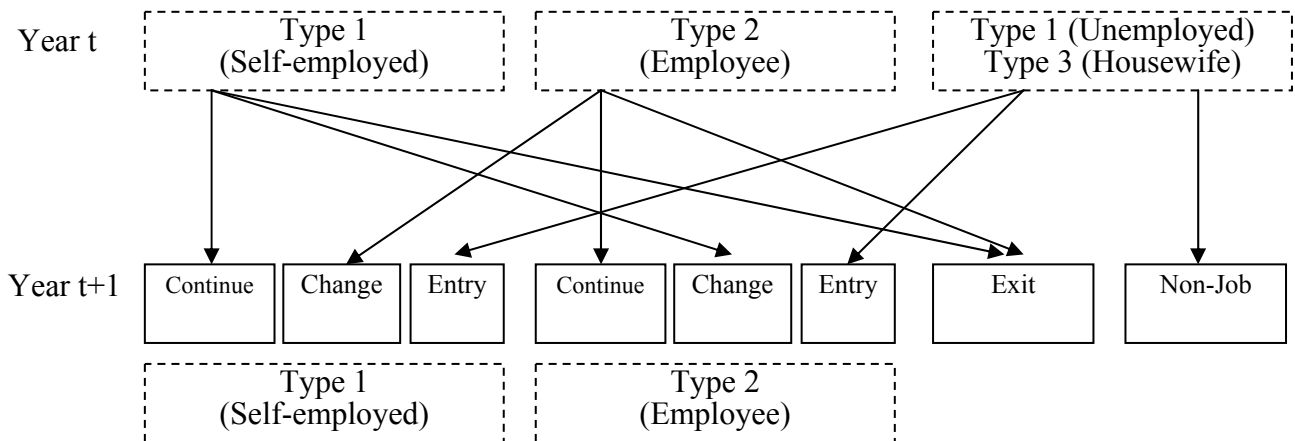 Year t
Type 1
(Self-employed)
Type 2
(Employee)
Type 1 (Unemployed)
Type 3 (Housewife)
Year t+1
Continue
Change
Entry
Continue
Change
Entry
Exit
Non-Job
Type 1
(Self-employed)
Type 2
(Employee)